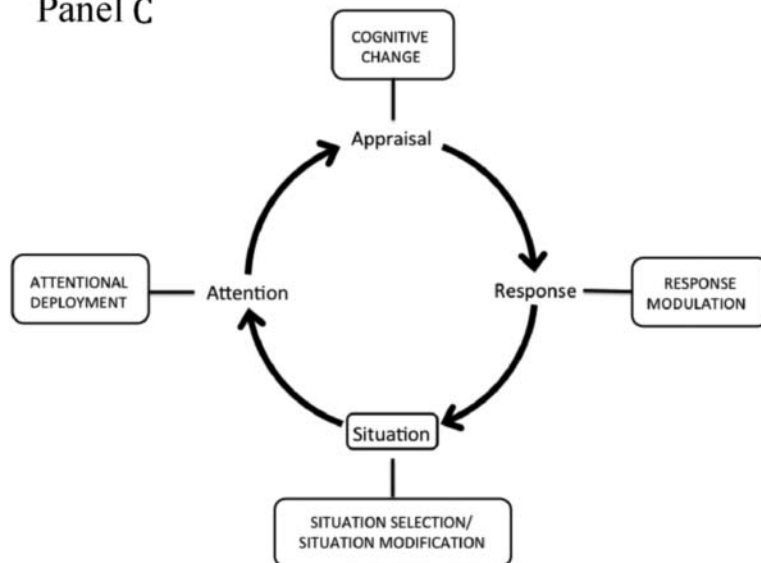 Panel C
COGNITIVE
CHANGE
Appraisal
ATTENTIONAL
DEPLOYMENT
Attention
Response
RESPONSE
MODULATION
Situation
SITUATION SELECTION/
SITUATION MODIFICATION